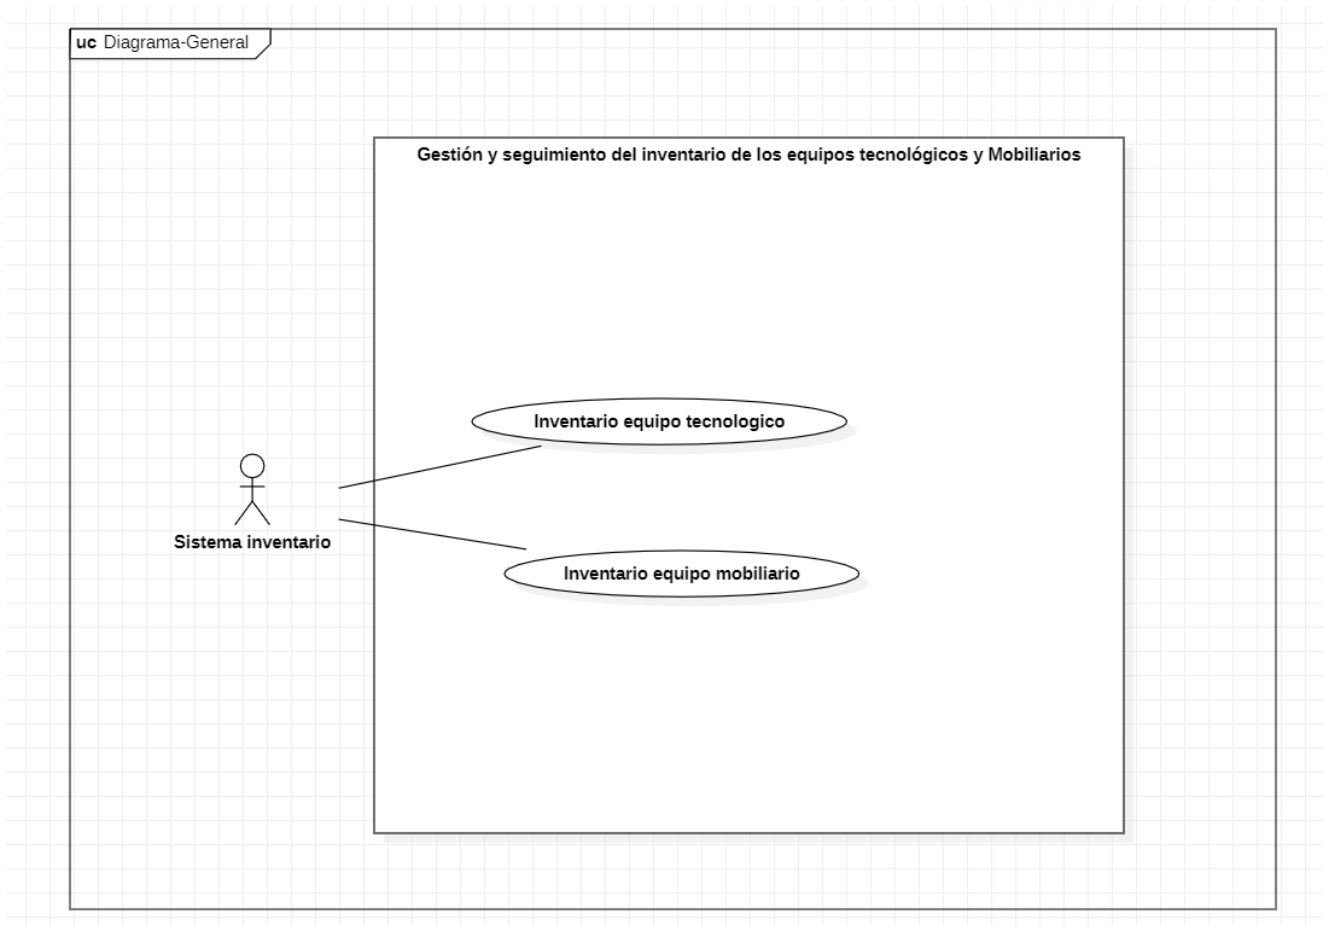 uc Diagrama-General
Gestión y seguimiento del inventario de los equipos tecnológicos y Mobiliarios
Inventario equipo tecnologico
Sistema inventario
Inventario equipo mobiliario